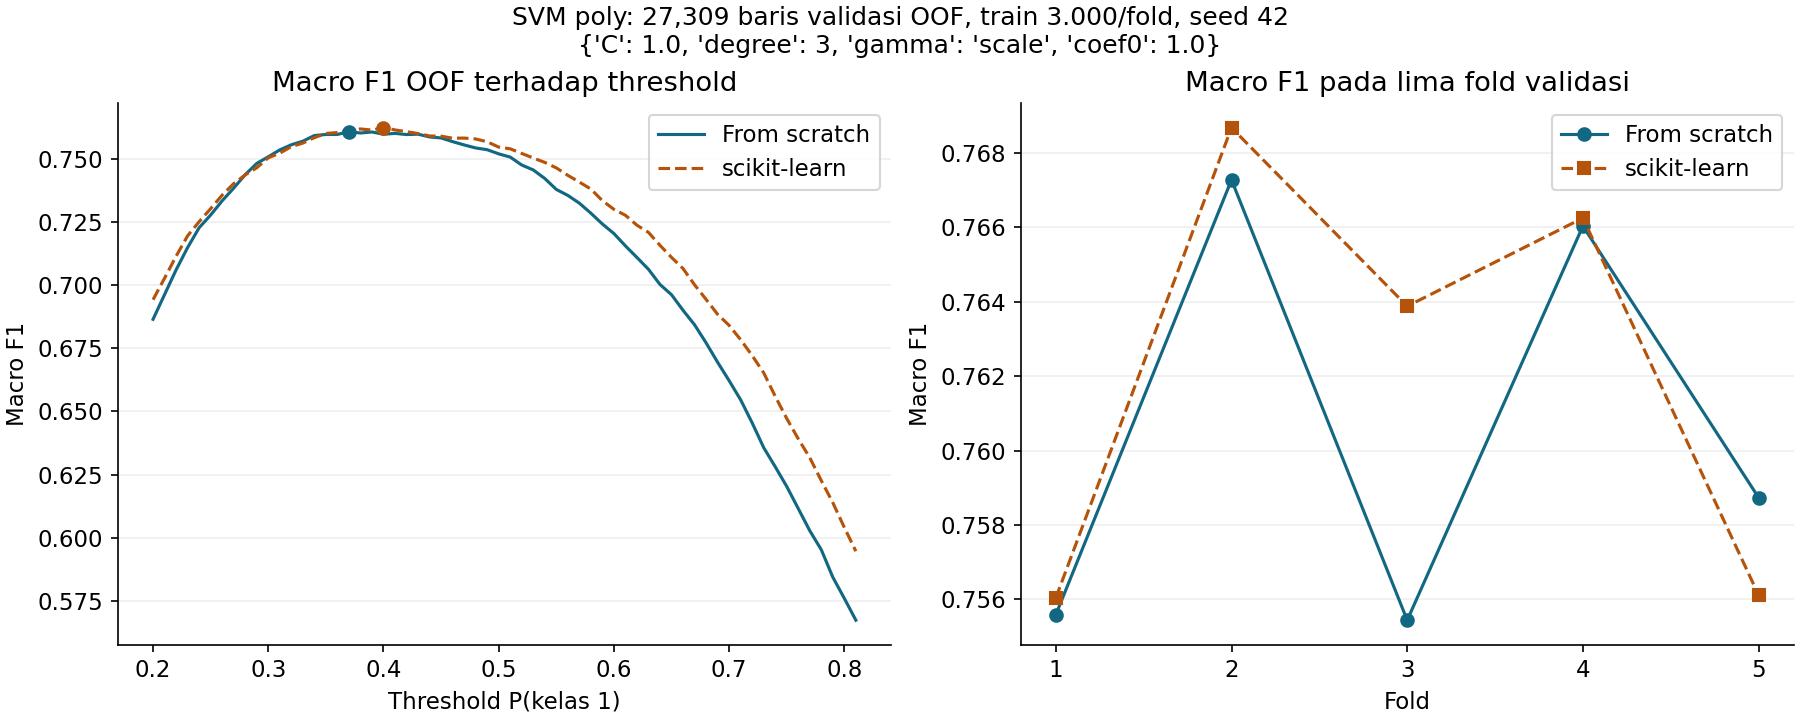 SVM poly: 27,309 baris validasi OOF, train 3.000/fold, seed 42
{'C': 1.0, 'degree': 3, 'gamma': 'scale', 'coef0': 1.0}
Macro F1 OOF terhadap threshold
From scratch
scikit-learn
Macro F1
0.750
0.725
0.700
0.675
0.650
0.625
0.600
0.575
0.2 0.3 0.4 0.5 0.6 0.7 0.8
Threshold P(kelas 1)
Macro F1 pada lima fold validasi
From scratch
scikit-learn
Macro F1
0.768
0.766
0.764
0.762
0.760
0.758
0.756
1 2 3 4 5
Fold